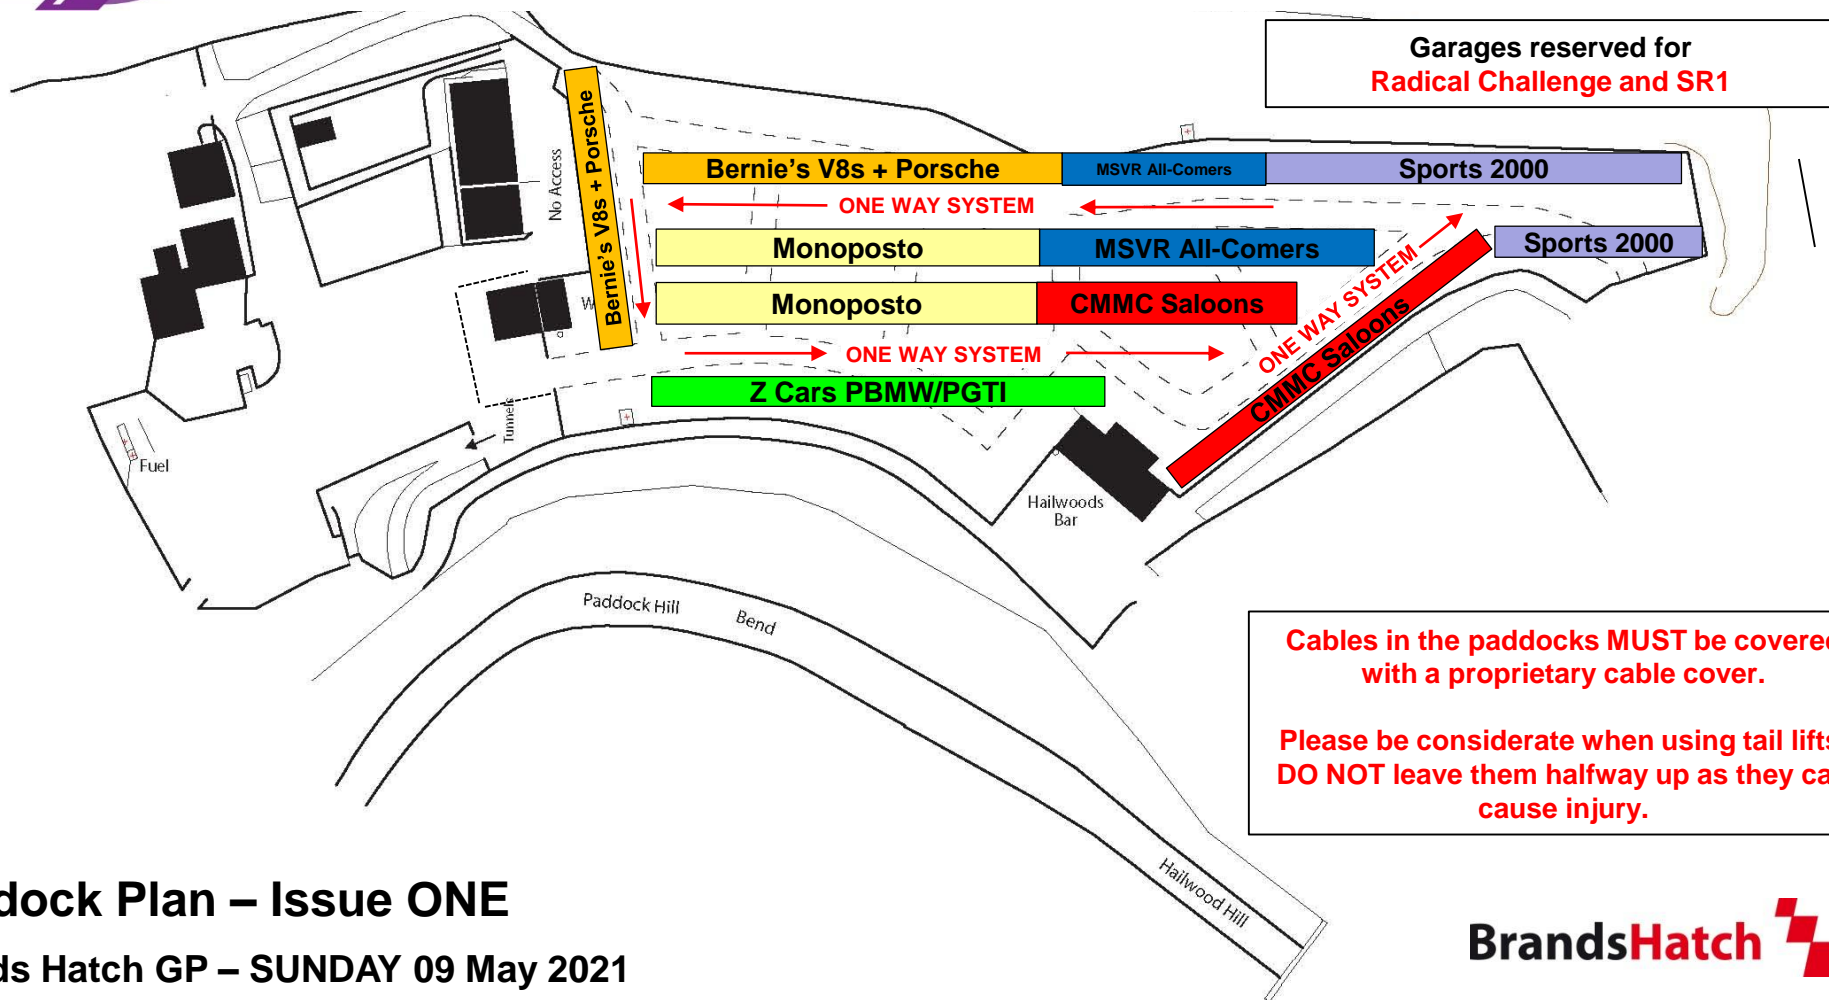 Garages reserved for
Radical Challenge and SR1
Bernie's V8s + Porsche
No Access
Bernie's V8s + Porsche
MSVR All-Comers
Sports 2000
ONE WAY SYSTEM
Monoposto
MSVR All-Comers
Sports 2000
ONE WAY SYSTEM
Monoposto
CMMC Saloons
CMMC Saloons
ONE WAY SYSTEM
Z Cars PBMW/PGTI
Tunnels
Fuel
Hailwoods
Bar
Paddock Hill
Bend
Hailwood Hill
Cables in the paddocks MUST be covered
with a proprietary cable cover.
Please be considerate when using tail lifts
DO NOT leave them halfway up as they ca
cause injury.
dock Plan – Issue ONE
ds Hatch GP – SUNDAY 09 May 2021
BrandsHatch